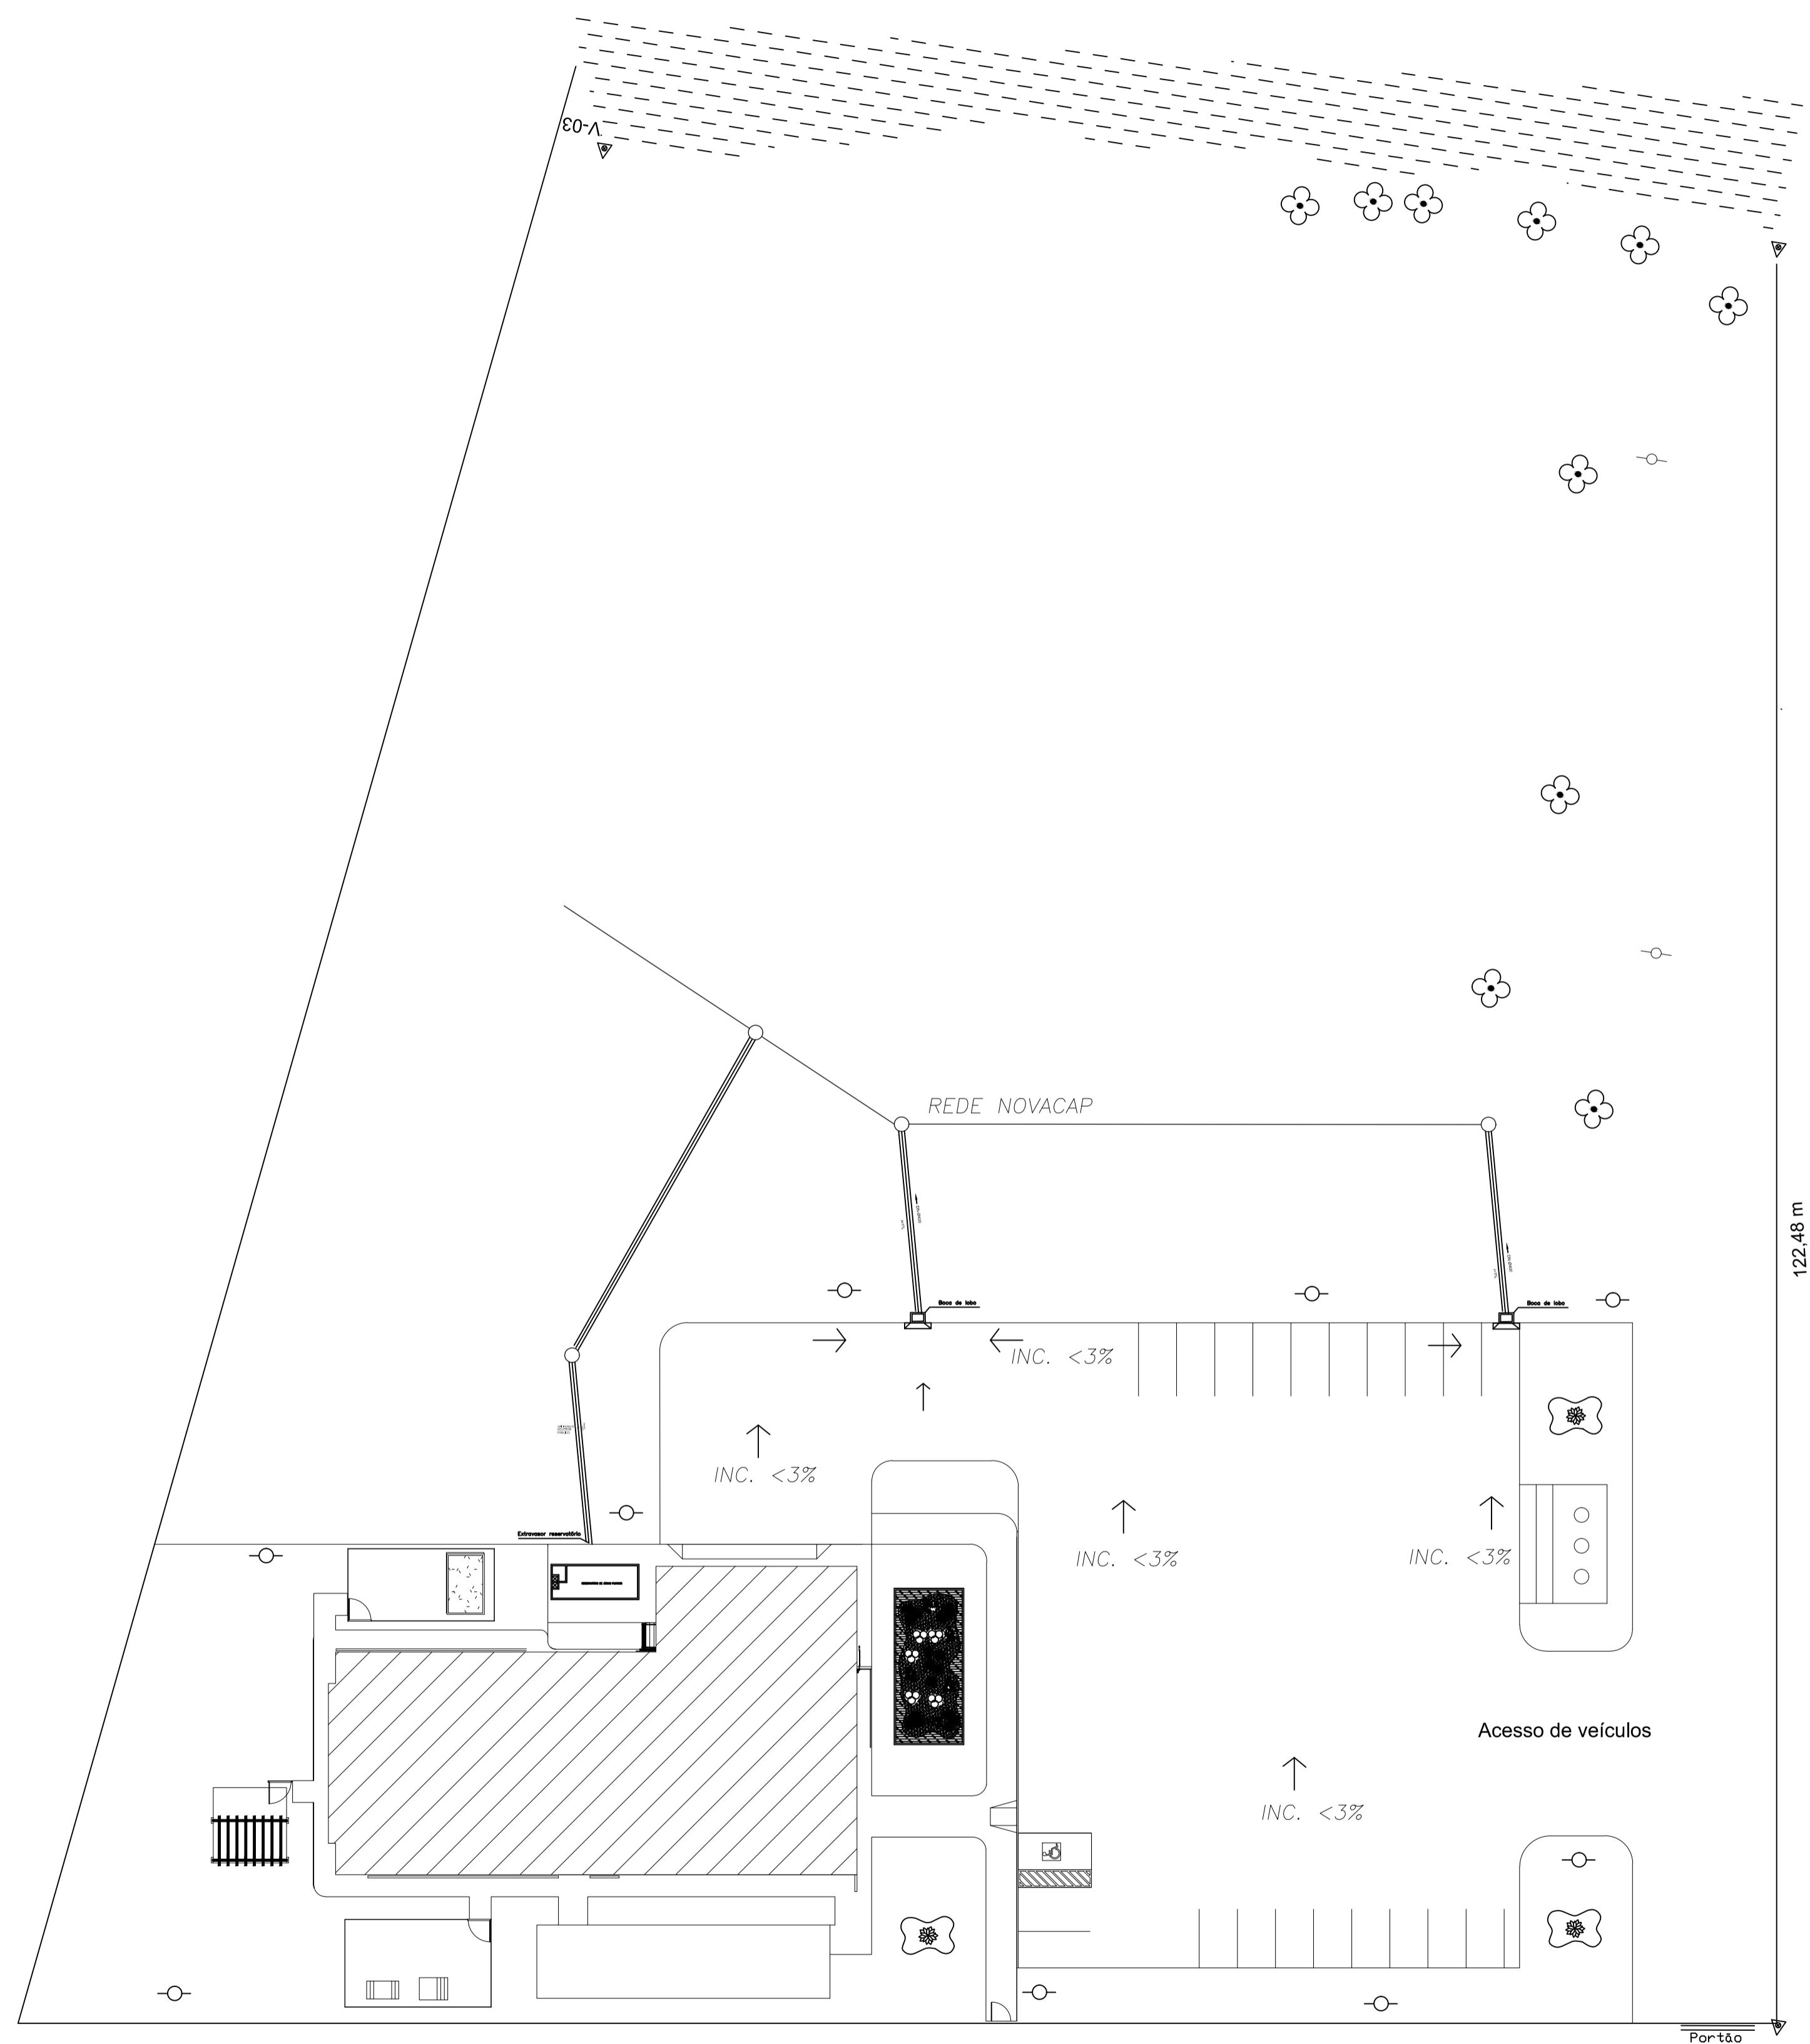 V-03
REDE NOVACAP
122,48 m
Boca de lobo
Boca de lobo
INC. <3%
INC. <3%
Extravasor reservatório
INC. <3%
INC. <3%
Acesso de veículos
INC. <3%
Portão